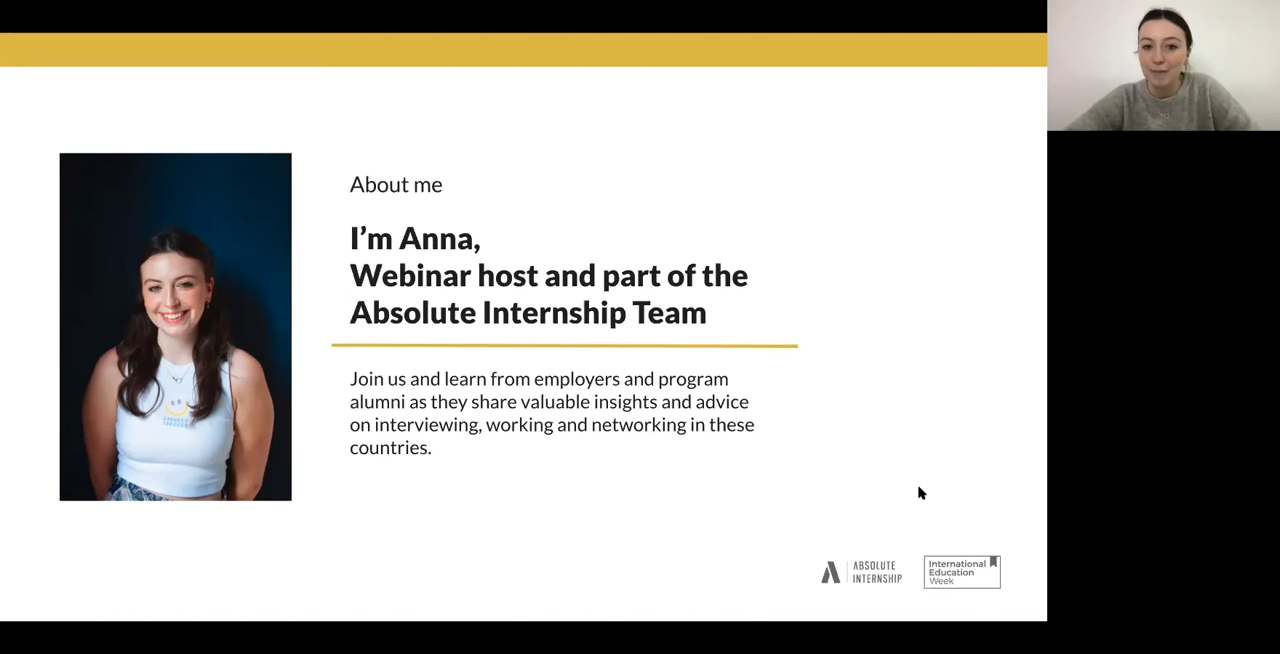 About me
I'm Anna,
Webinar host and part of the
Absolute Internship Team
Join us and learn from employers and program
alumni as they share valuable insights and advice
on interviewing, working and networking in these
countries.
ABSOLUTE
INTERNSHIP
International
Education
Week